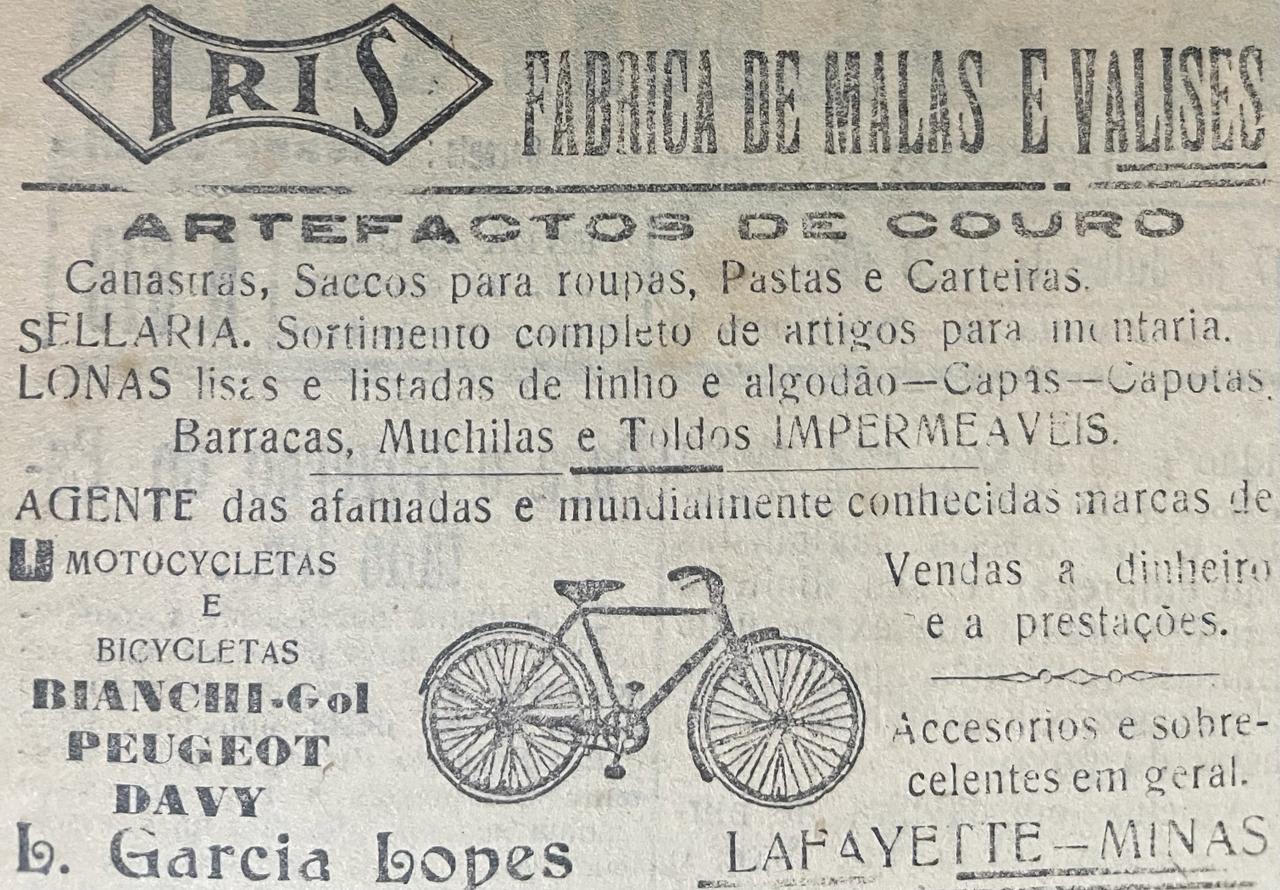 IRIS FABRICA DE MALAS E VALISES
ARTEFACTOS DE COURO
Canastras, Saccos para roupas, Pastas e Carteiras.
SELLARIA. Sortimento completo de artigos para montaria.
LONAS lisas e listadas de linho e algodão—Capas—Capotas,
Barracas, Muchilas e Toldos IMPERMEAVEIS.
AGENTE das afamadas e mundialmente conhecidas marcas de
MOTOCYCLETAS
E
BICYCLETAS
BIANCHI-Gol
PEUGEOT
DAVY
Vendas a dinheiro
e a prestações.
Accesorios e sobre-
celentes em geral.
L. Garcia Lopes LAFAYETTE—MINAS